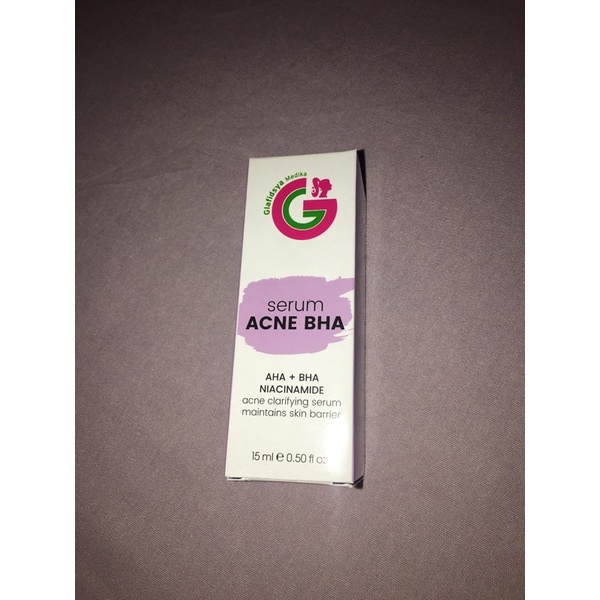 Glafidsya Medika
serum
ACNE BHA
AHA + BHA
NIACINAMIDE
acne clarifying serum
maintains skin barrier
15 ml ℮ 0.50 fl oz